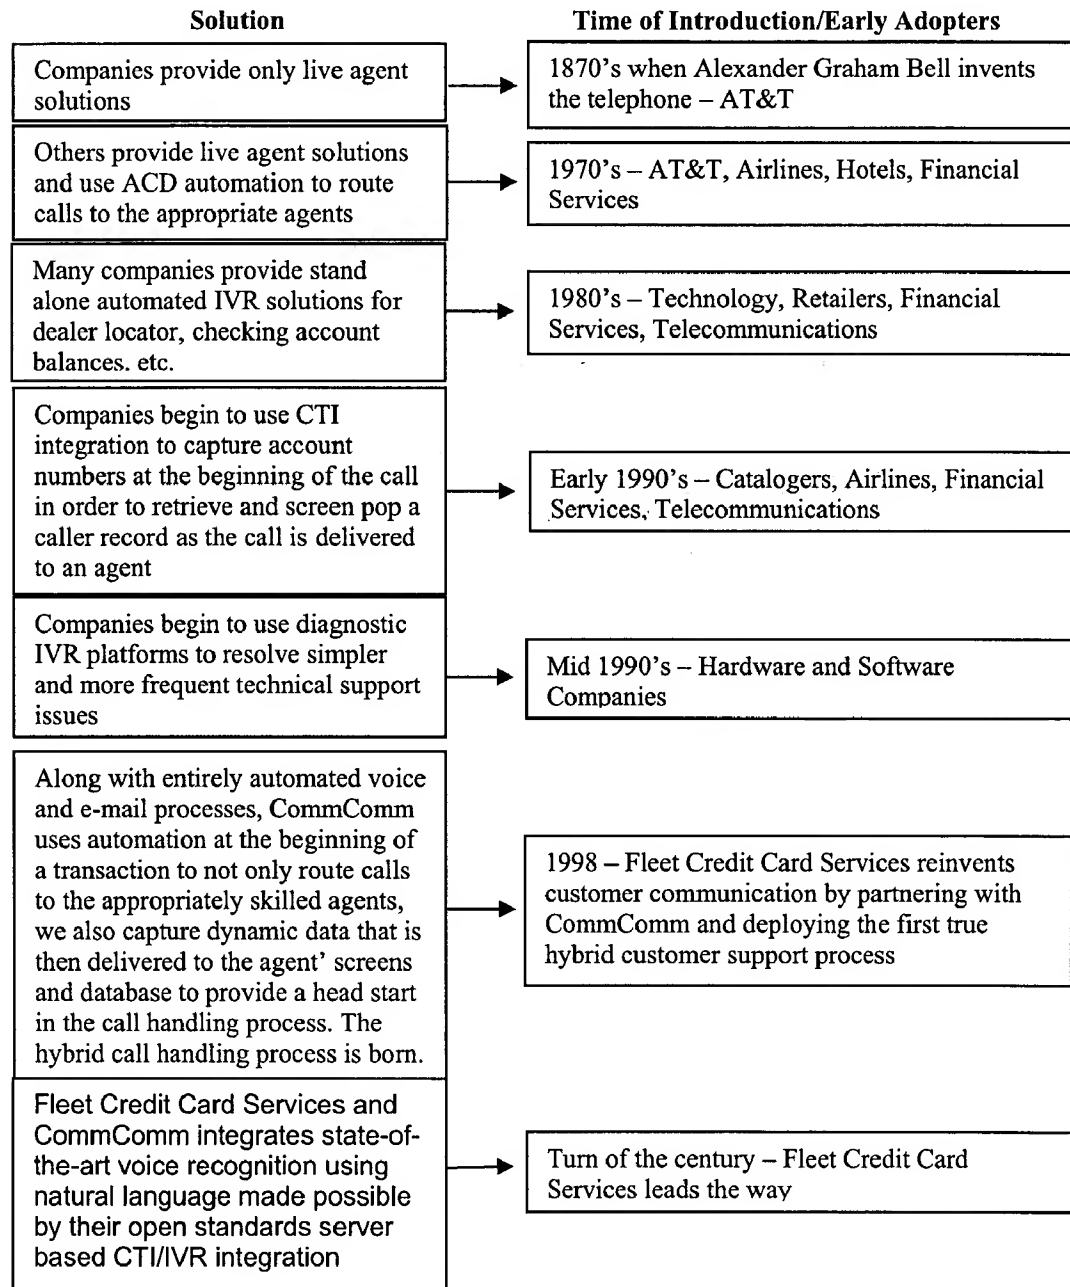 Solution
Time of Introduction/Early Adopters
Companies provide only live agent
solutions
1870's when Alexander Graham Bell invents
the telephone – AT&T
Others provide live agent solutions
and use ACD automation to route
calls to the appropriate agents
1970's – AT&T, Airlines, Hotels, Financial
Services
Many companies provide stand
alone automated IVR solutions for
dealer locator, checking account
balances. etc.
1980's – Technology, Retailers, Financial
Services, Telecommunications
Companies begin to use CTI
integration to capture account
numbers at the beginning of the call
in order to retrieve and screen pop a
caller record as the call is delivered
to an agent
Early 1990's – Catalogers, Airlines, Financial
Services, Telecommunications
Companies begin to use diagnostic
IVR platforms to resolve simpler
and more frequent technical support
issues
Mid 1990's – Hardware and Software
Companies
Along with entirely automated voice
and e-mail processes, CommComm
uses automation at the beginning of
a transaction to not only route calls
to the appropriately skilled agents,
we also capture dynamic data that is
then delivered to the agent' screens
and database to provide a head start
in the call handling process. The
hybrid call handling process is born.
1998 – Fleet Credit Card Services reinvents
customer communication by partnering with
CommComm and deploying the first true
hybrid customer support process
Fleet Credit Card Services and
CommComm integrates state-of-
the-art voice recognition using
natural language made possible
by their open standards server
based CTI/IVR integration
Turn of the century – Fleet Credit Card
Services leads the way